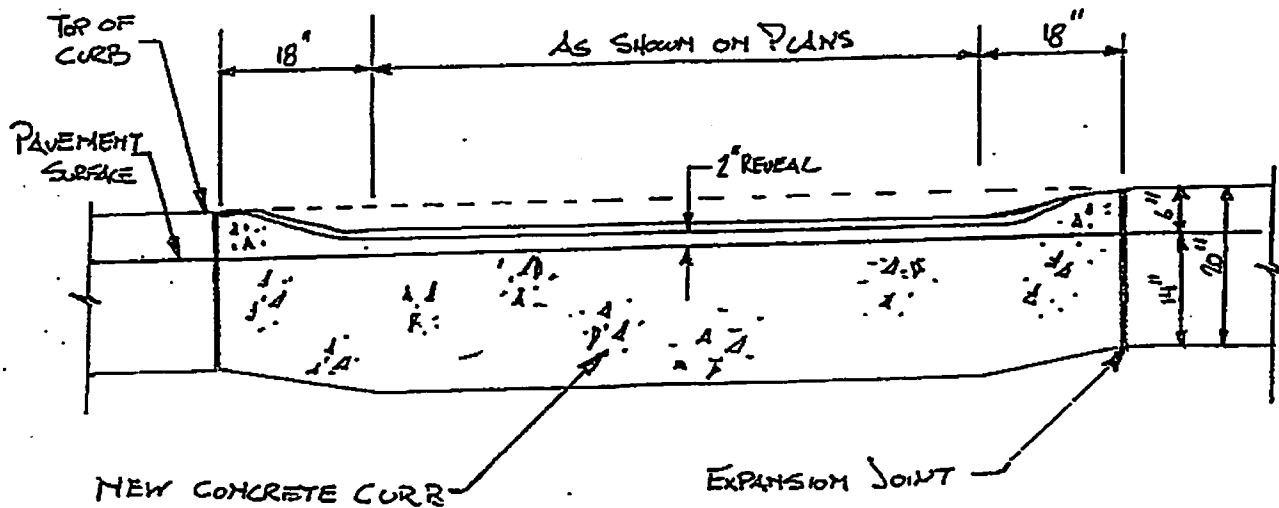 TOP OF
CURB
18"
AS SHOWN ON PLANS
18"
PAVEMENT
SURFACE
2" REVEAL
6"
14"
20"
NEW CONCRETE CURB
EXPANSION JOINT